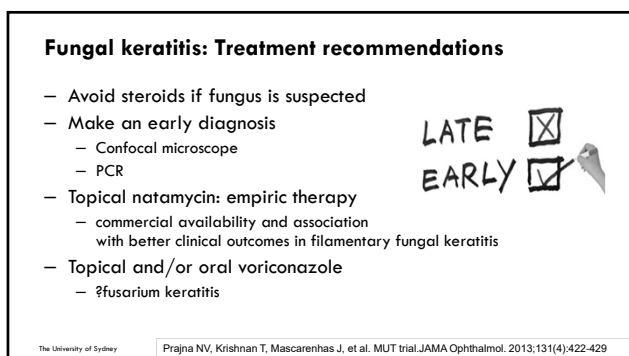 Fungal keratitis: Treatment recommendations
– Avoid steroids if fungus is suspected
– Make an early diagnosis
– Confocal microscope
– PCR
– Topical natamycin: empiric therapy
– commercial availability and association
with better clinical outcomes in filamentary fungal keratitis
– Topical and/or oral voriconazole
– ?fusarium keratitis
LATE
EARLY
The University of Sydney
Prajna NV, Krishnan T, Mascarenhas J, et al. MUT trial.JAMA Ophthalmol. 2013;131(4):422-429